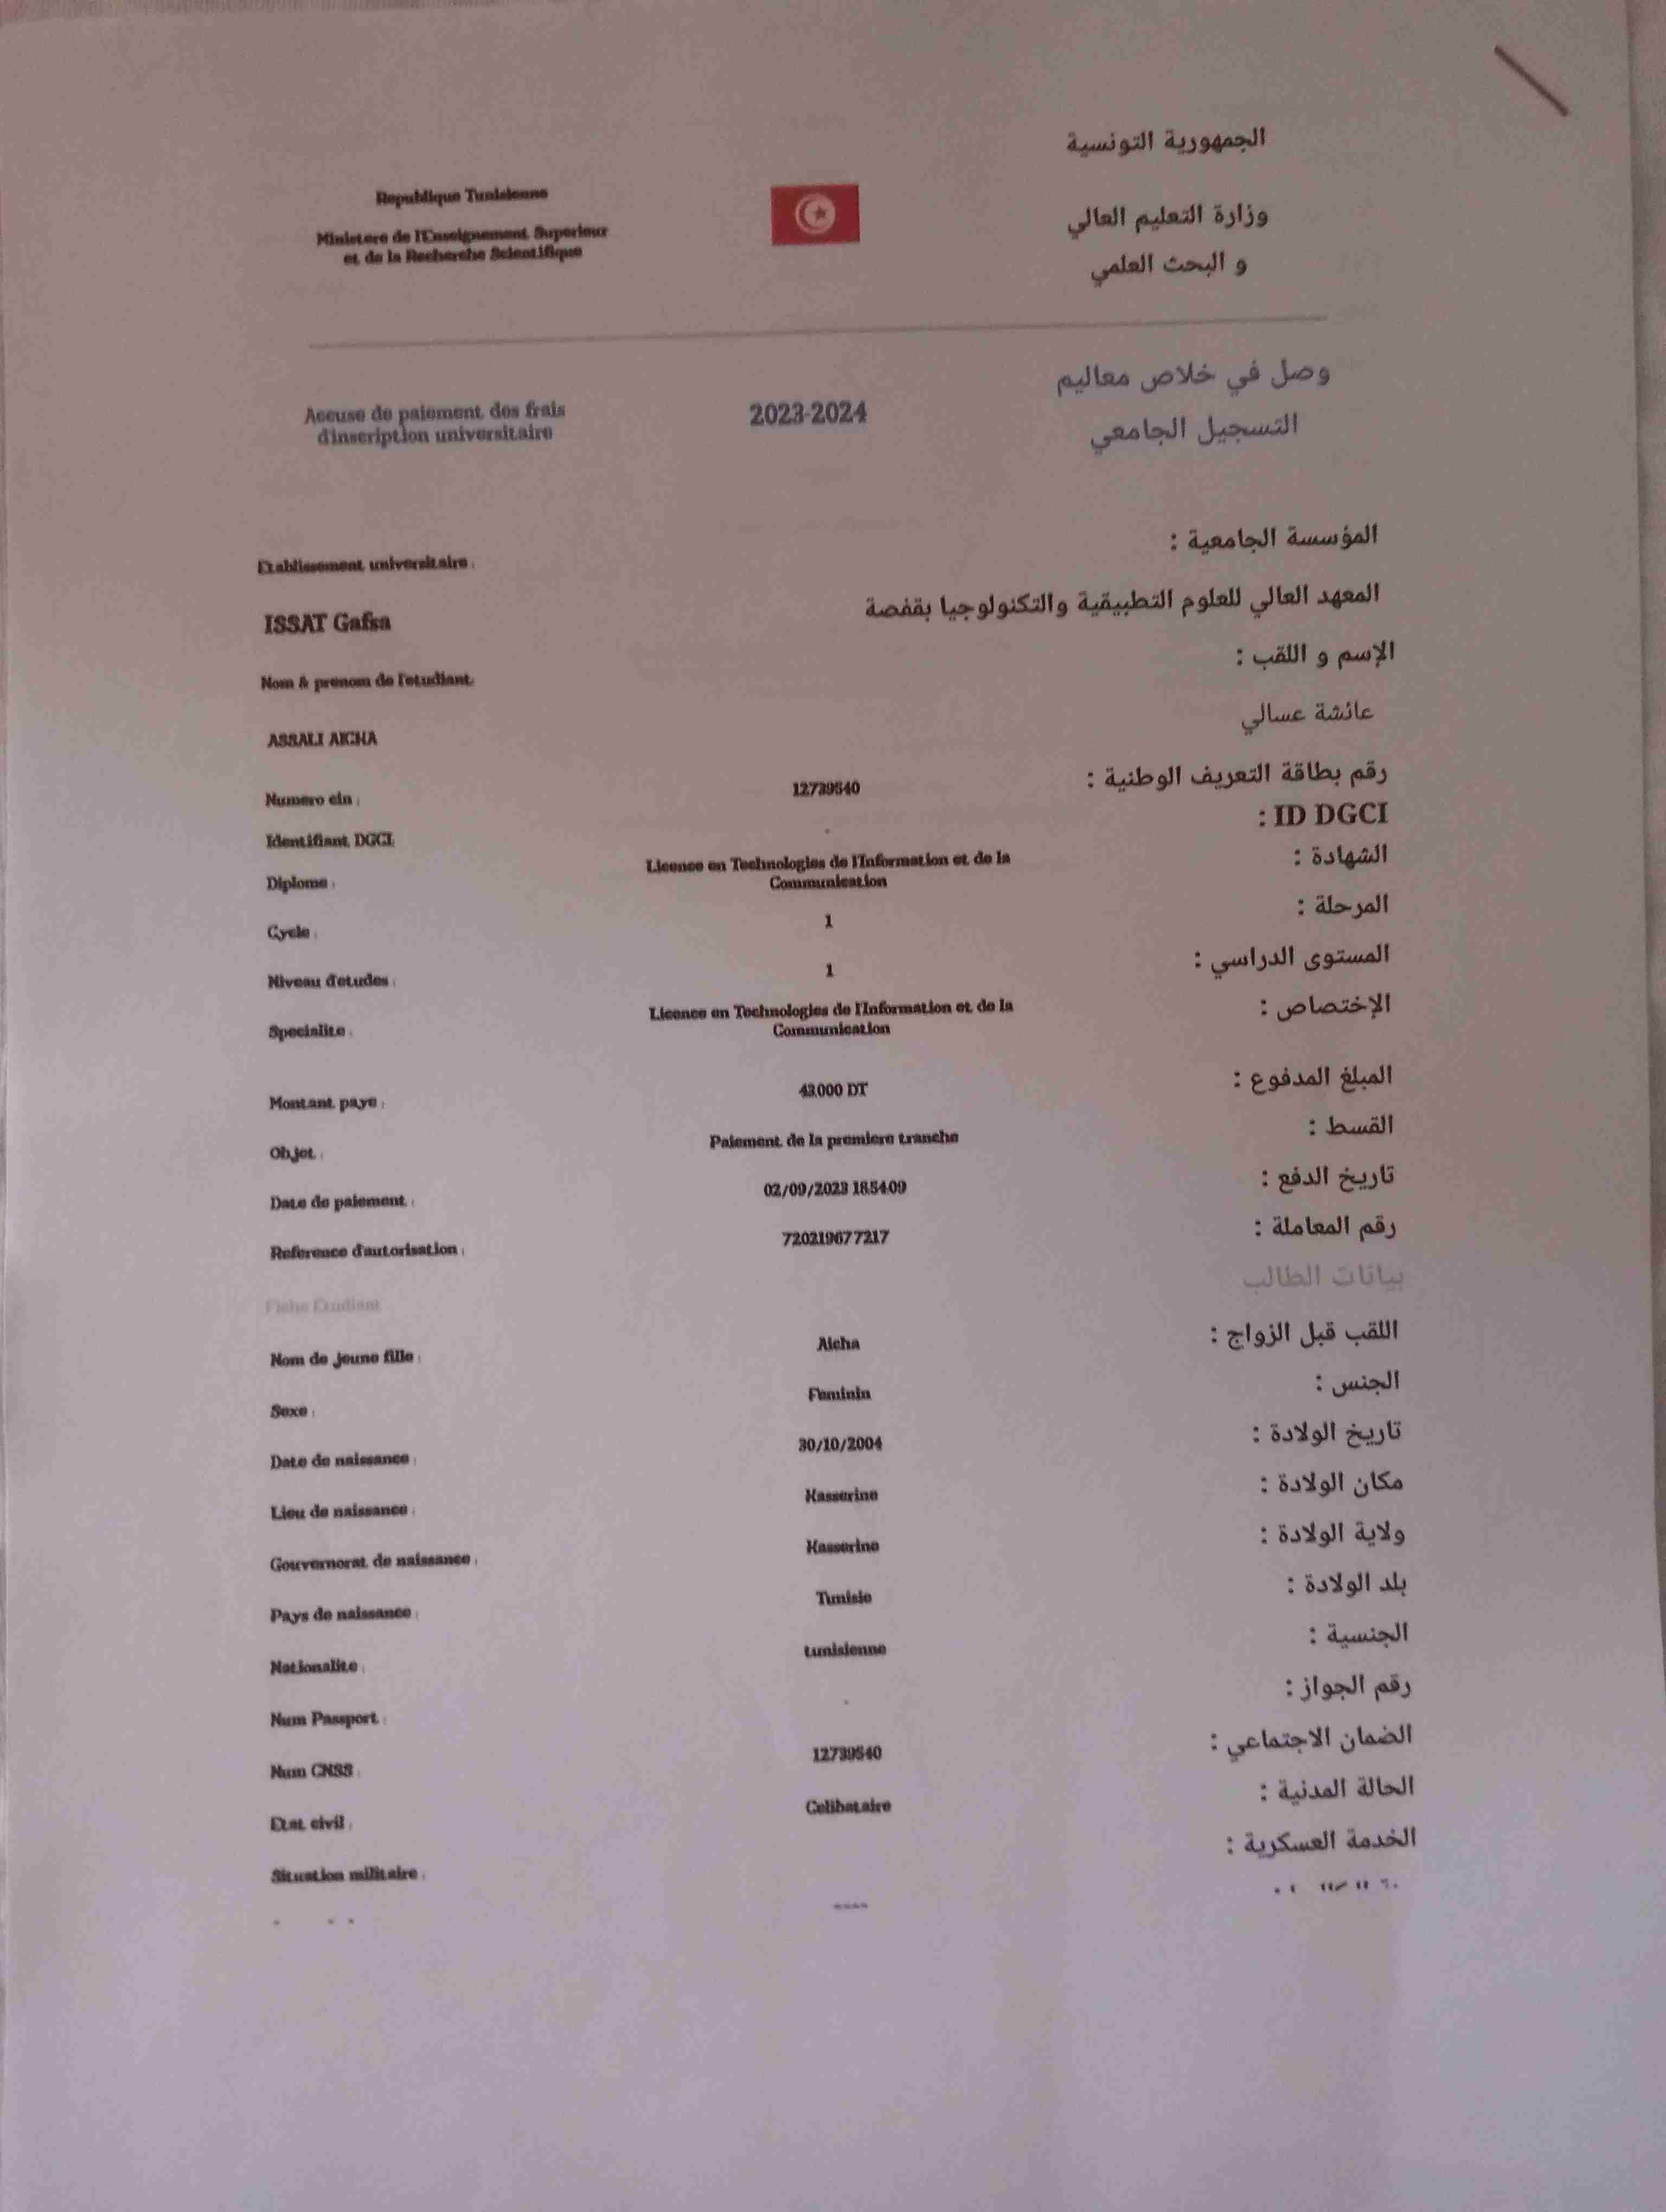 الجمهورية التونسية
Republique Tunisienne
وزارة التعليم العالي
و البحث العلمي
Ministere de l'Enseignement Superieur
et de la Recherche Scientifique
وصل في خلاص معاليم
التسجيل الجامعي
2023-2024
Accuse de paiement des frais
d'inscription universitaire
المؤسسة الجامعية :
Etablissement universitaire :
المعهد العالي للعلوم التطبيقية والتكنولوجيا بقفصة
ISSAT Gafsa
الإسم و اللقب :
Nom & prenom de l'etudiant:
عائشة عسالي
ASSALI AICHA
Numero cin : 12739540 رقم بطاقة التعريف الوطنية :
Identifiant DGCI: - ID DGCI :
Diplome : Licence en Technologies de l'Information et de la الشهادة :
Communication
Cycle : 1 المرحلة :
Niveau d'etudes : 1 المستوى الدراسي :
Specialite : Licence en Technologies de l'Information et de la الإختصاص :
Communication
Montant paye : 43.000 DT المبلغ المدفوع :
Objet : Paiement de la premiere tranche القسط :
Date de paiement : 02/09/2023 18:54:09 تاريخ الدفع :
Reference d'autorisation : 720219677217 رقم المعاملة :
Fiche Etudiant بيانات الطالب
Nom de jeune fille : Aicha اللقب قبل الزواج :
Sexe : Feminin الجنس :
Date de naissance : 30/10/2004 تاريخ الولادة :
Lieu de naissance : Kasserine مكان الولادة :
Gouvernorat de naissance : Kasserine ولاية الولادة :
Pays de naissance : Tunisie بلد الولادة :
Nationalite : tunisienne الجنسية :
Num Passport : - رقم الجواز :
Num CNSS : 12739540 الضمان الاجتماعي :
Etat civil : Celibataire الحالة المدنية :
Situation militaire : الخدمة العسكرية :